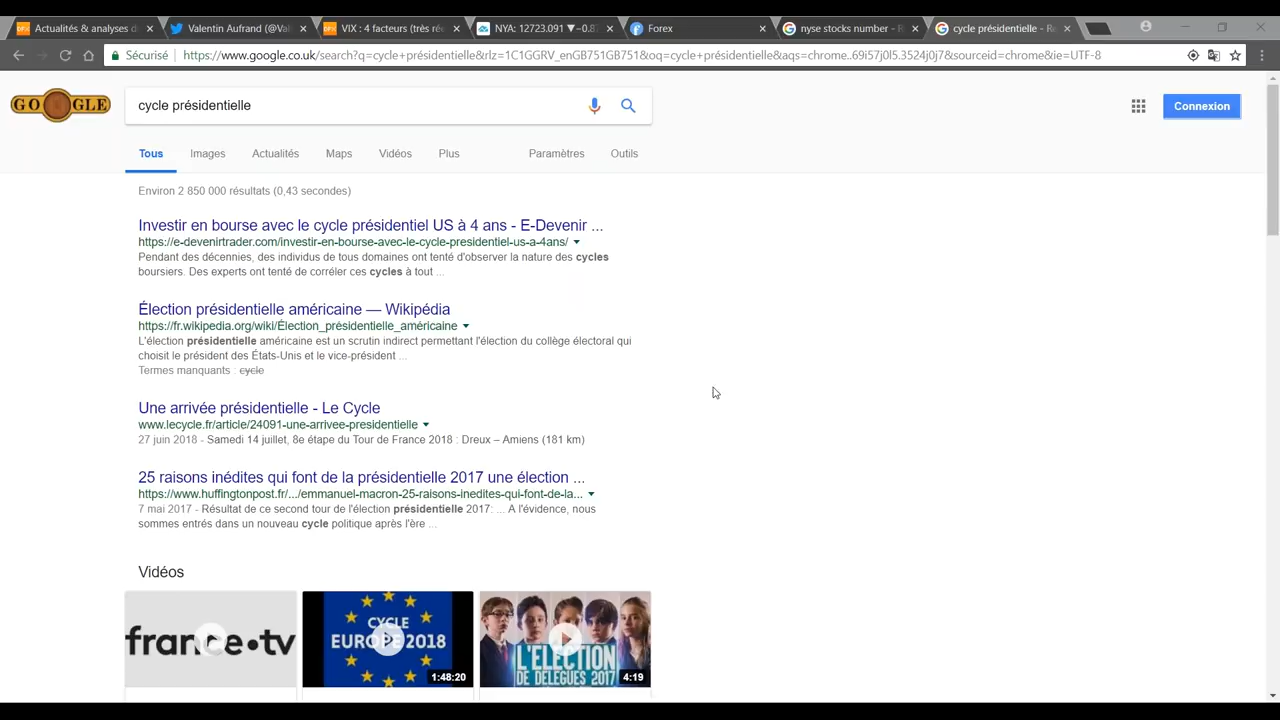 Actualités & analyses d
Valentin Aufrand (@Val
VIX : 4 facteurs (très rée
NYA: 12723.091 ▼−0.8
Forex
nyse stocks number - R
cycle présidentielle - Re
Sécurisé
https://www.google.co.uk/search?q=cycle+présidentielle&rlz=1C1GGRV_enGB751GB751&oq=cycle+présidentielle&aqs=chrome..69i57j0l5.3524j0j7&sourceid=chrome&ie=UTF-8
GOOGLE
cycle présidentielle
Connexion
Tous Images Actualités Maps Vidéos Plus Paramètres Outils
Environ 2 850 000 résultats (0,43 secondes)
Investir en bourse avec le cycle présidentiel US à 4 ans - E-Devenir ...
https://e-devenirtrader.com/investir-en-bourse-avec-le-cycle-presidentiel-us-a-4ans/
Pendant des décennies, des individus de tous domaines ont tenté d'observer la nature des cycles
boursiers. Des experts ont tenté de corréler ces cycles à tout ...
Élection présidentielle américaine — Wikipédia
https://fr.wikipedia.org/wiki/Élection_présidentielle_américaine
L'élection présidentielle américaine est un scrutin indirect permettant l'élection du collège électoral qui
choisit le président des États-Unis et le vice-président ...
Termes manquants : cycle
Une arrivée présidentielle - Le Cycle
www.lecycle.fr/article/24091-une-arrivee-presidentielle
27 juin 2018 - Samedi 14 juillet, 8e étape du Tour de France 2018 : Dreux – Amiens (181 km)
25 raisons inédites qui font de la présidentielle 2017 une élection ...
https://www.huffingtonpost.fr/.../emmanuel-macron-25-raisons-inedites-qui-font-de-la...
7 mai 2017 - Résultat de ce second tour de l'élection présidentielle 2017: ... A l'évidence, nous
sommes entrés dans un nouveau cycle politique après l'ère ...
Vidéos
france•tv
CYCLE
EUROPE 2018
1:48:20
L'ÉLECTION
DE DELEGUES 2017
4:19